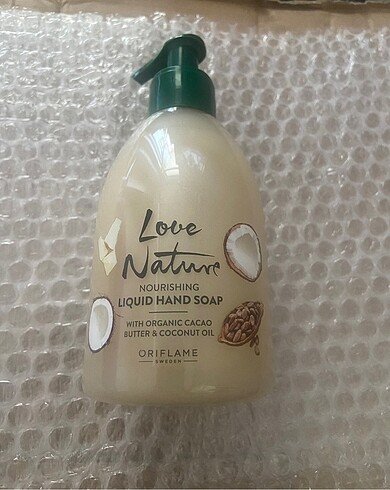 Love
Nature
NOURISHING
LIQUID HAND SOAP
WITH ORGANIC CACAO
BUTTER & COCONUT OIL
ORIFLAME
SWEDEN